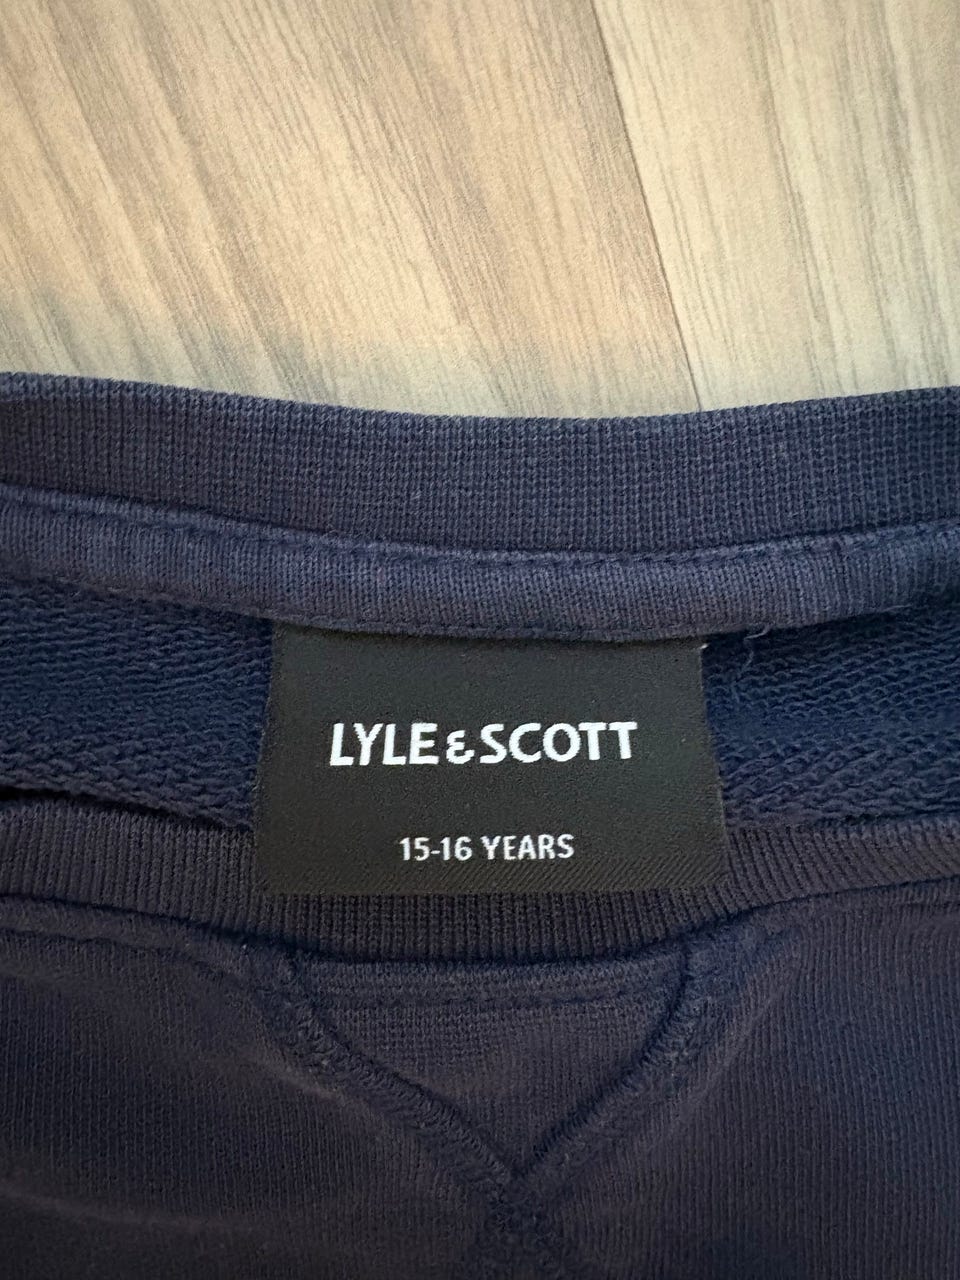 LYLE & SCOTT
15-16 YEARS